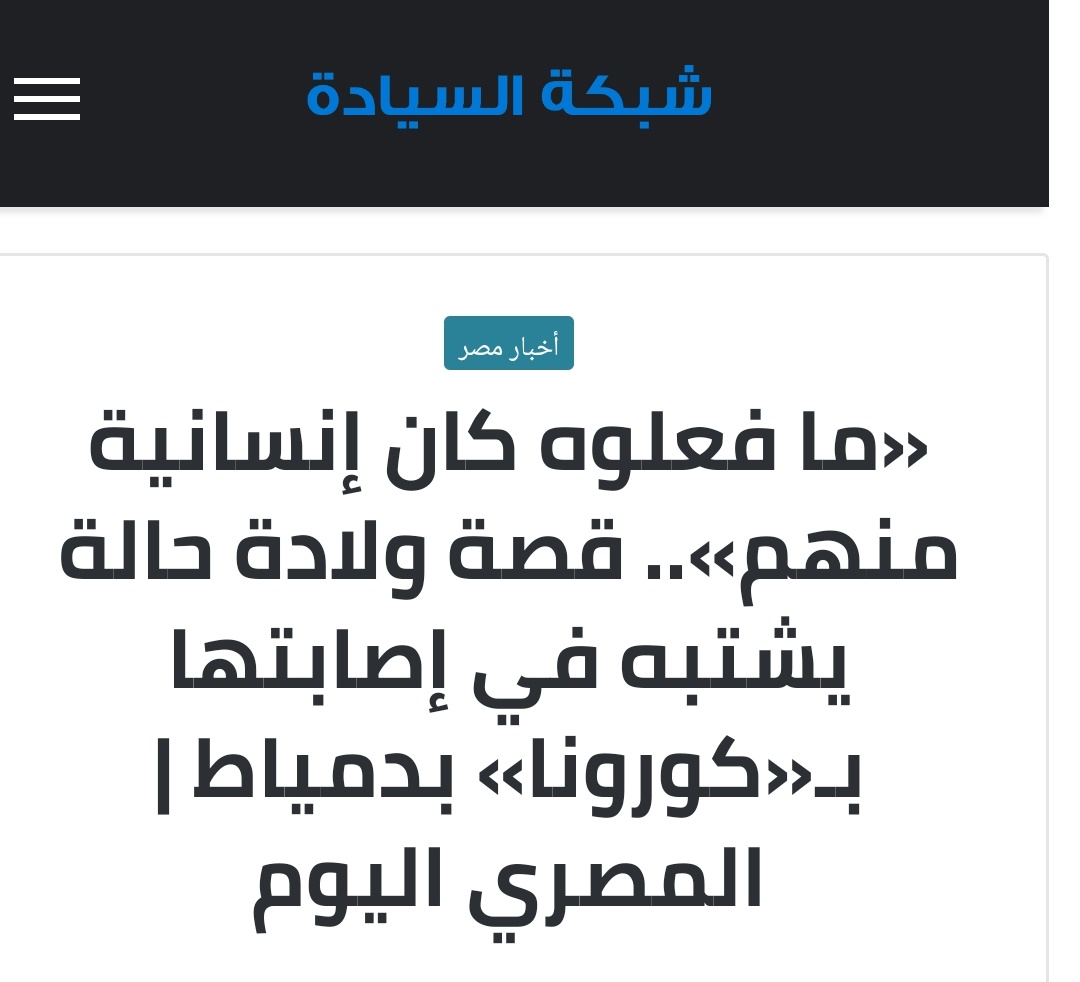 شبكة السيادة
أخبار مصر
«ما فعلوه كان إنسانية
منهم».. قصة ولادة حالة
يشتبه في إصابتها
بـ«كورونا» بدمياط |
المصري اليوم